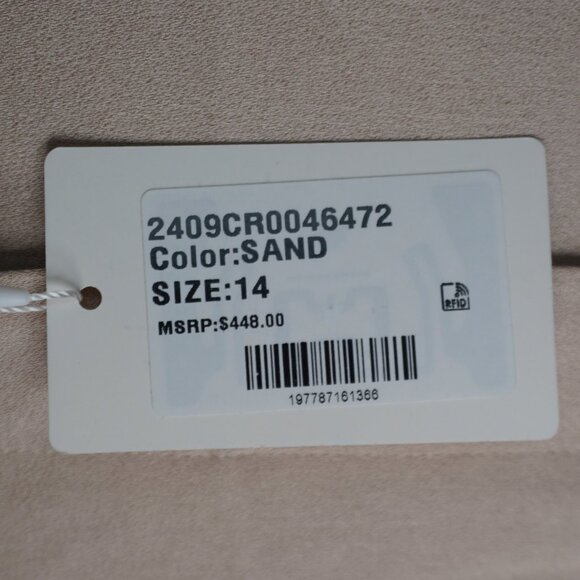 2409CR0046472
Color:SAND
SIZE:14
MSRP:$448.00
RFID
197787161366